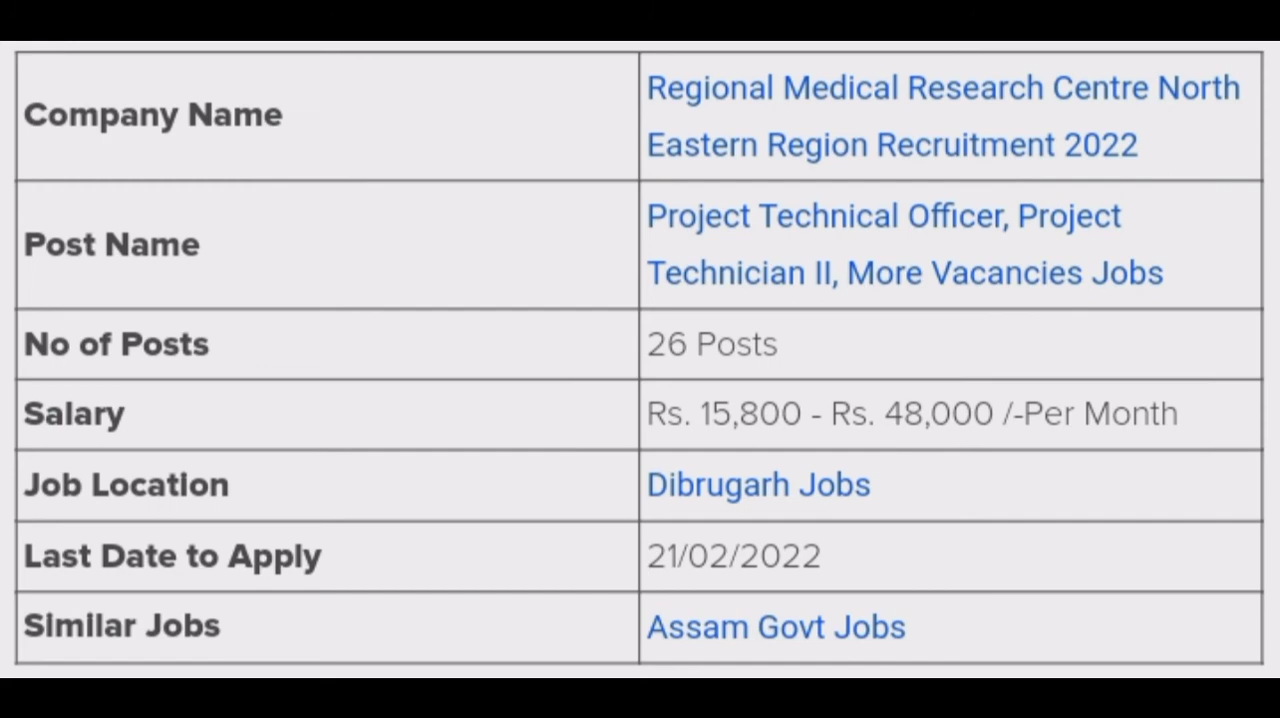 Company Name
Regional Medical Research Centre North
Eastern Region Recruitment 2022
Post Name
Project Technical Officer, Project
Technician II, More Vacancies Jobs
No of Posts
26 Posts
Salary
Rs. 15,800 - Rs. 48,000 /-Per Month
Job Location
Dibrugarh Jobs
Last Date to Apply
21/02/2022
Similar Jobs
Assam Govt Jobs